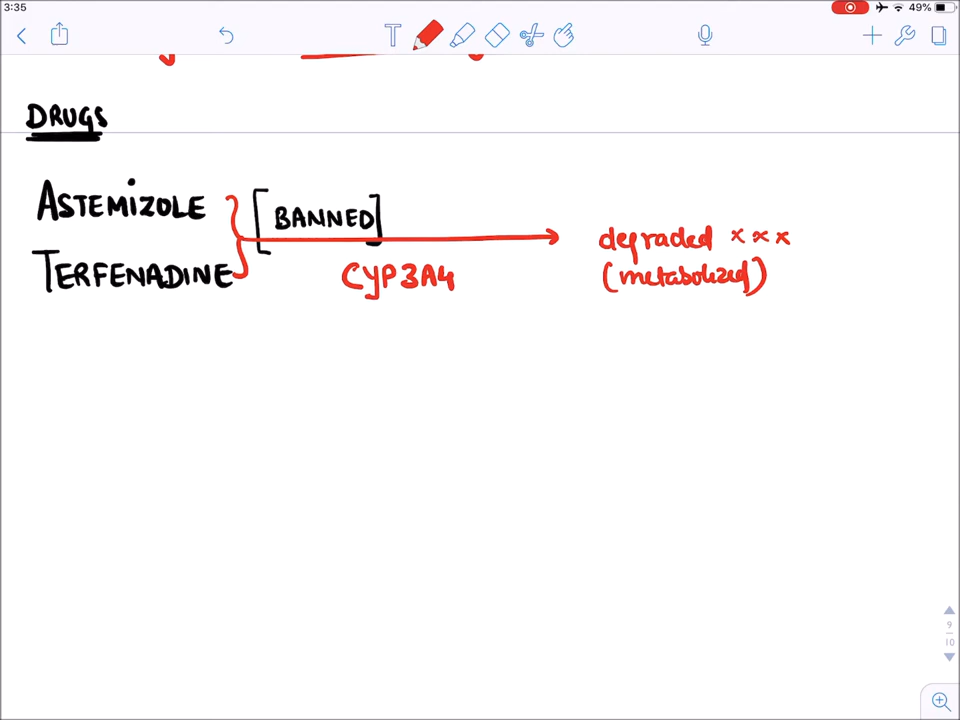 3:35
49%
T
DRUGS
ASTEMIZOLE
[BANNED]
TERFENADINE
CYP3A4
degraded x x x
(metabolized)
9
10